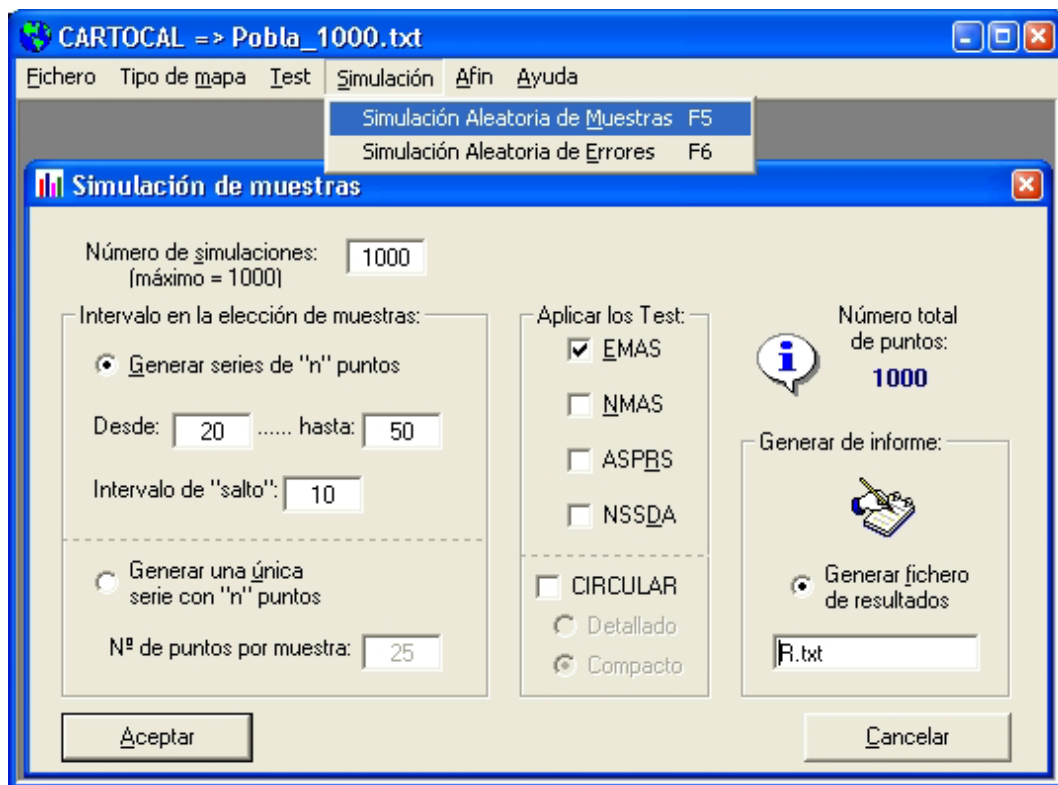 CARTOCAL => Pobla_1000.txt
Fichero Tipo de mapa Test Simulación Afin Ayuda
Simulación Aleatoria de Muestras F5
Simulación Aleatoria de Errores F6
Simulación de muestras
Número de simulaciones:
(máximo = 1000)
1000
Intervalo en la elección de muestras:
Generar series de "n" puntos
Desde: 20 ...... hasta: 50
Intervalo de "salto": 10
Generar una única
serie con "n" puntos
Nº de puntos por muestra: 25
Aplicar los Test:
EMAS
NMAS
ASPRS
NSSDA
CIRCULAR
Detallado
Compacto
Número total
de puntos:
1000
Generar de informe:
Generar fichero
de resultados
R.txt
Aceptar
Cancelar